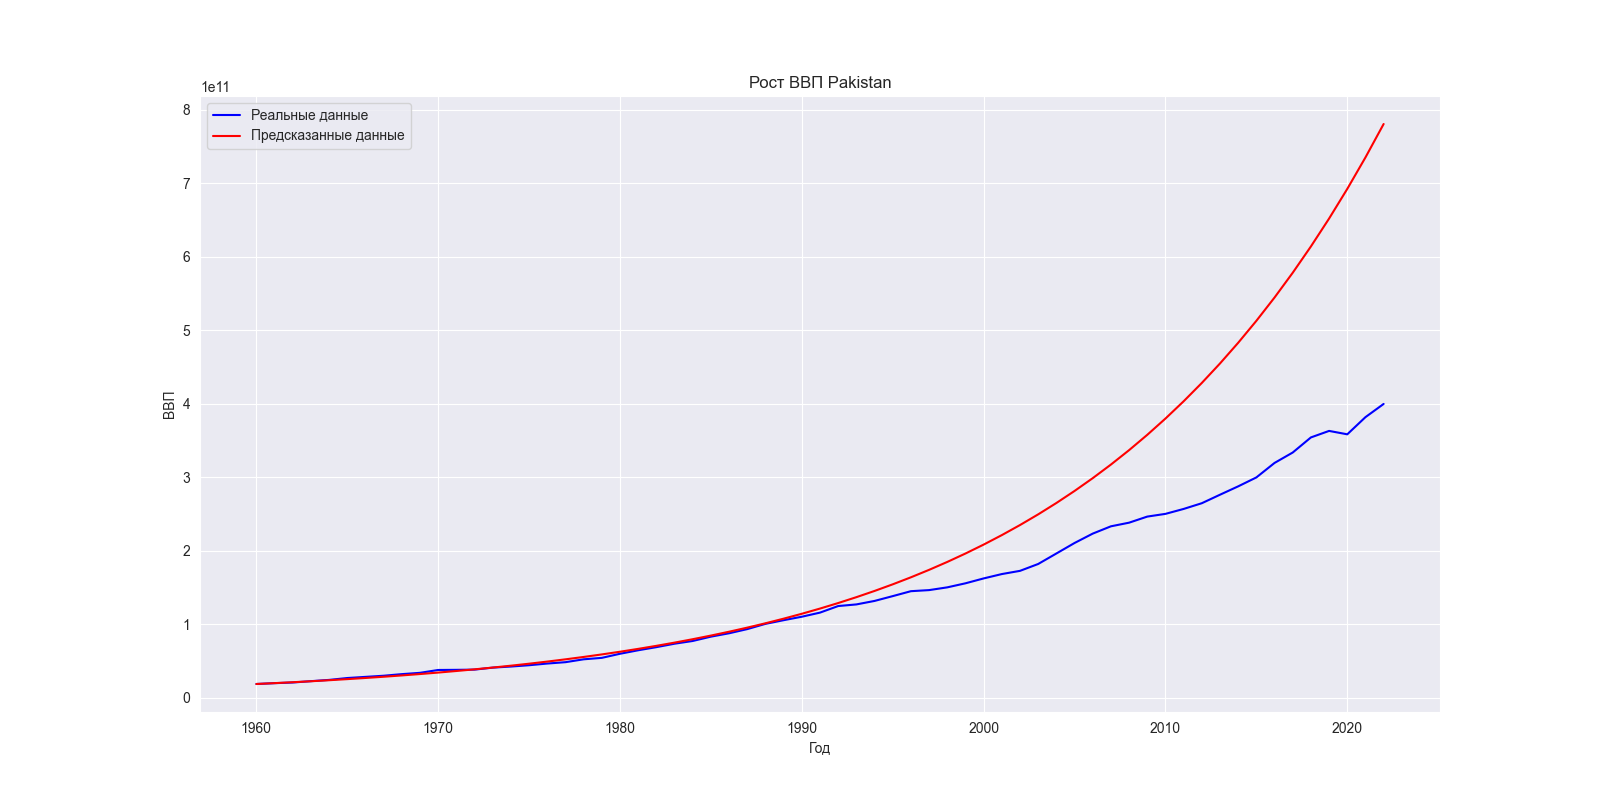 Рост ВВП Pakistan
1e11
Реальные данные
Предсказанные данные
8
7
6
5
4
3
2
1
0
ВВП
1960 1970 1980 1990 2000 2010 2020
Год